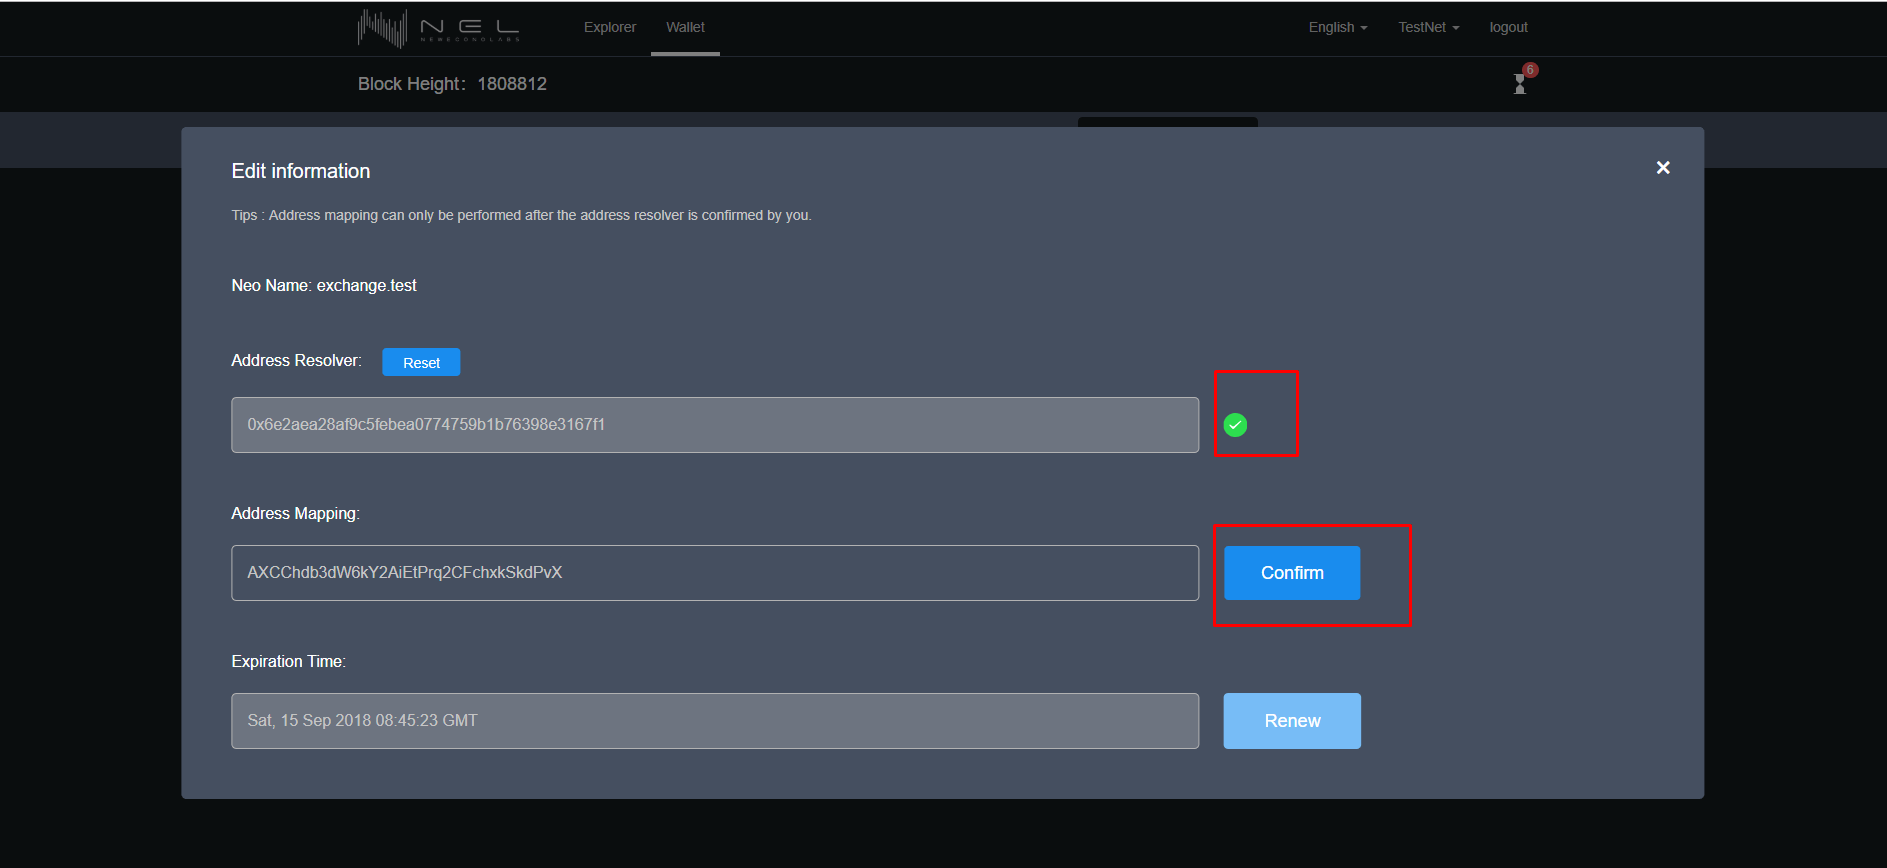 NEL
NEWECONOLABS
Explorer
Wallet
English
TestNet
logout
Block Height: 1808812
6
Edit information
Tips : Address mapping can only be performed after the address resolver is confirmed by you.
Neo Name: exchange.test
Address Resolver:
Reset
0x6e2aea28af9c5febea0774759b1b76398e3167f1
Address Mapping:
AXCChdb3dW6kY2AiEtPrq2CFchxkSkdPvX
Confirm
Expiration Time:
Sat, 15 Sep 2018 08:45:23 GMT
Renew